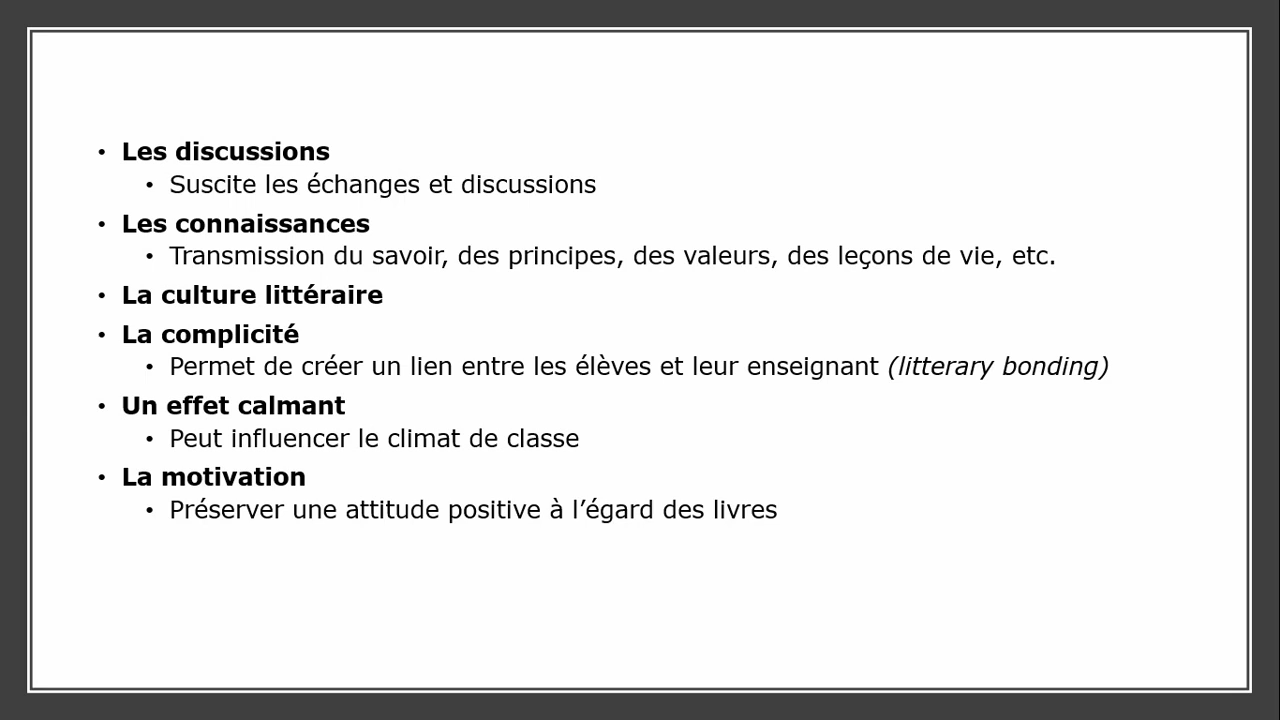 • Les discussions
• Suscite les échanges et discussions
• Les connaissances
• Transmission du savoir, des principes, des valeurs, des leçons de vie, etc.
• La culture littéraire
• La complicité
• Permet de créer un lien entre les élèves et leur enseignant (litterary bonding)
• Un effet calmant
• Peut influencer le climat de classe
• La motivation
• Préserver une attitude positive à l’égard des livres